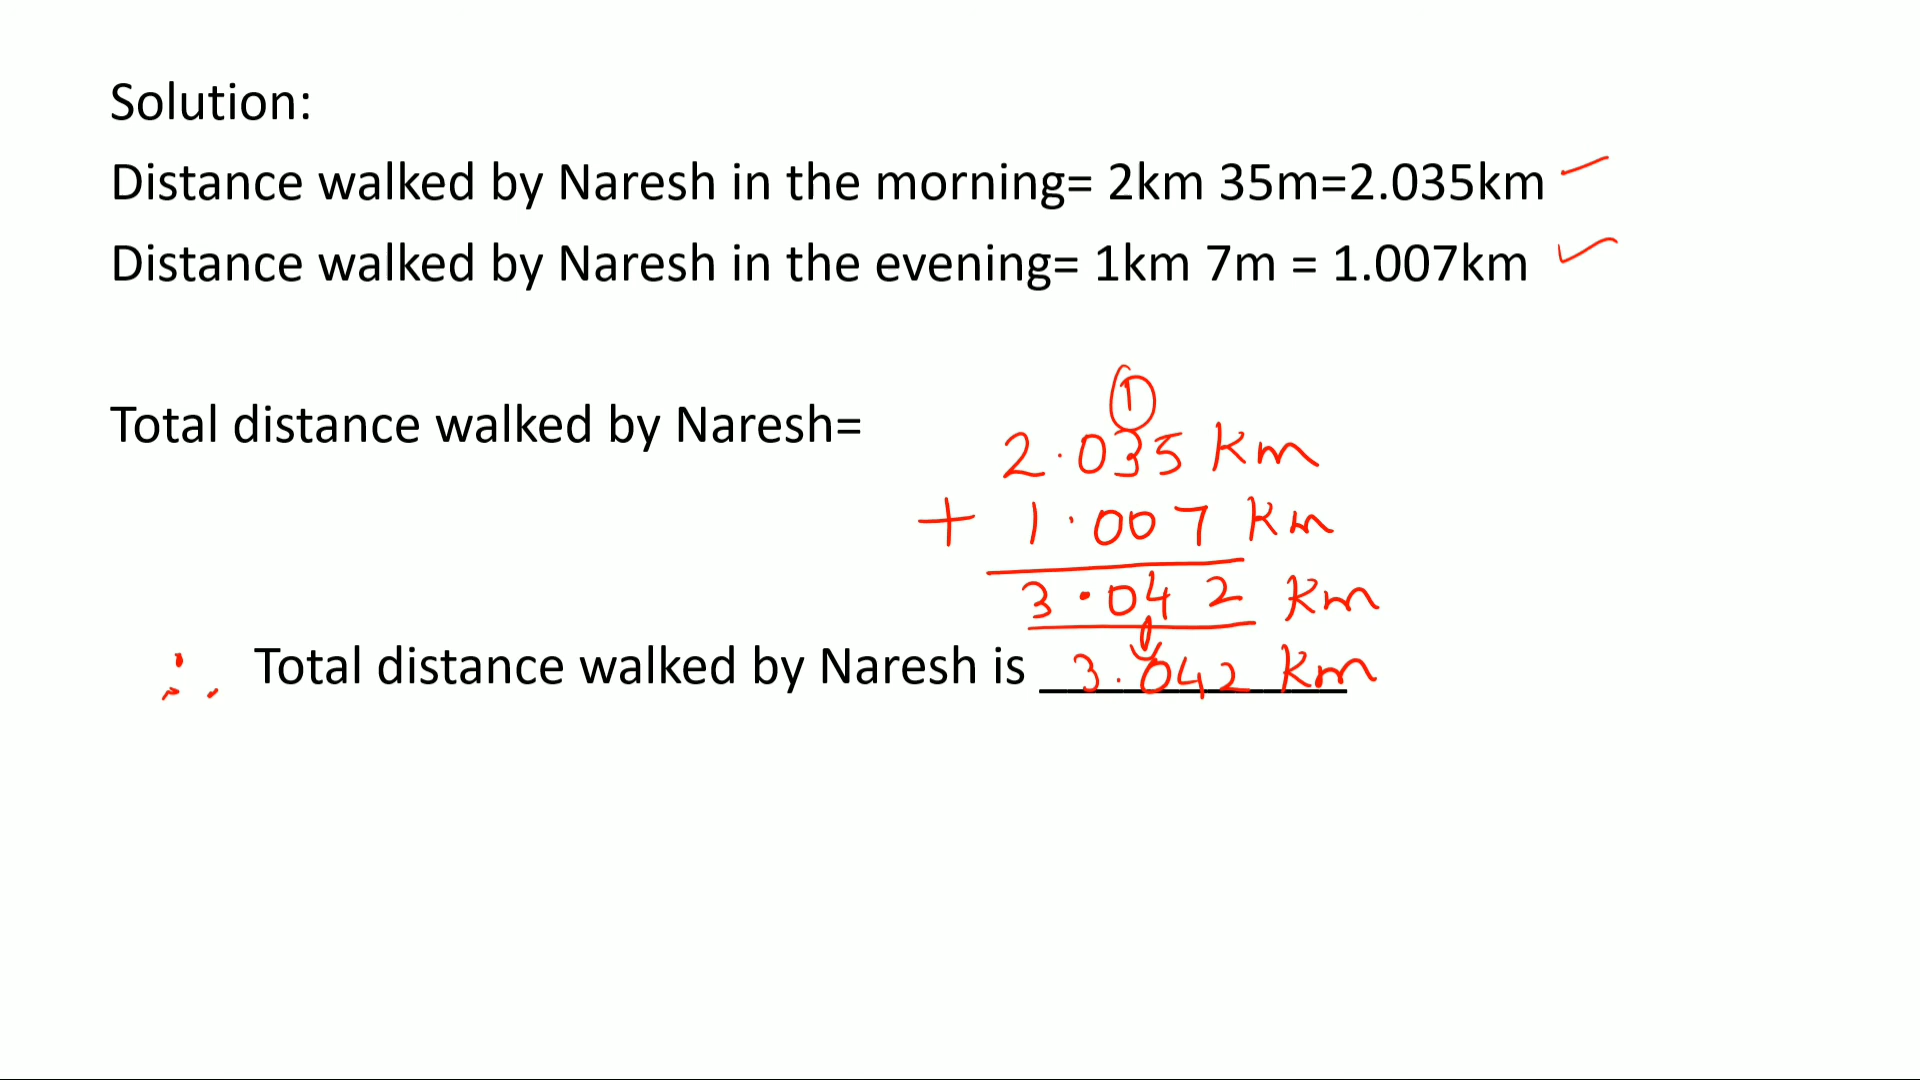 Solution:
Distance walked by Naresh in the morning= 2km 35m=2.035km
Distance walked by Naresh in the evening= 1km 7m = 1.007km
Total distance walked by Naresh=
1
2.035 km
+ 1.007 km
3.042 km
∴ Total distance walked by Naresh is 3.042 km